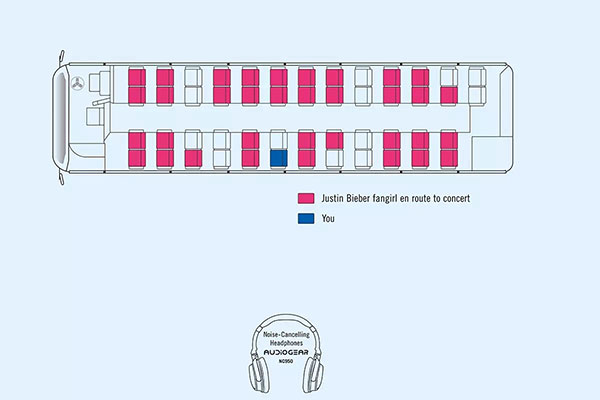 Justin Bieber fangirl en route to concert
You
Noise-Cancelling
Headphones
AUDIOGEAR
NC950